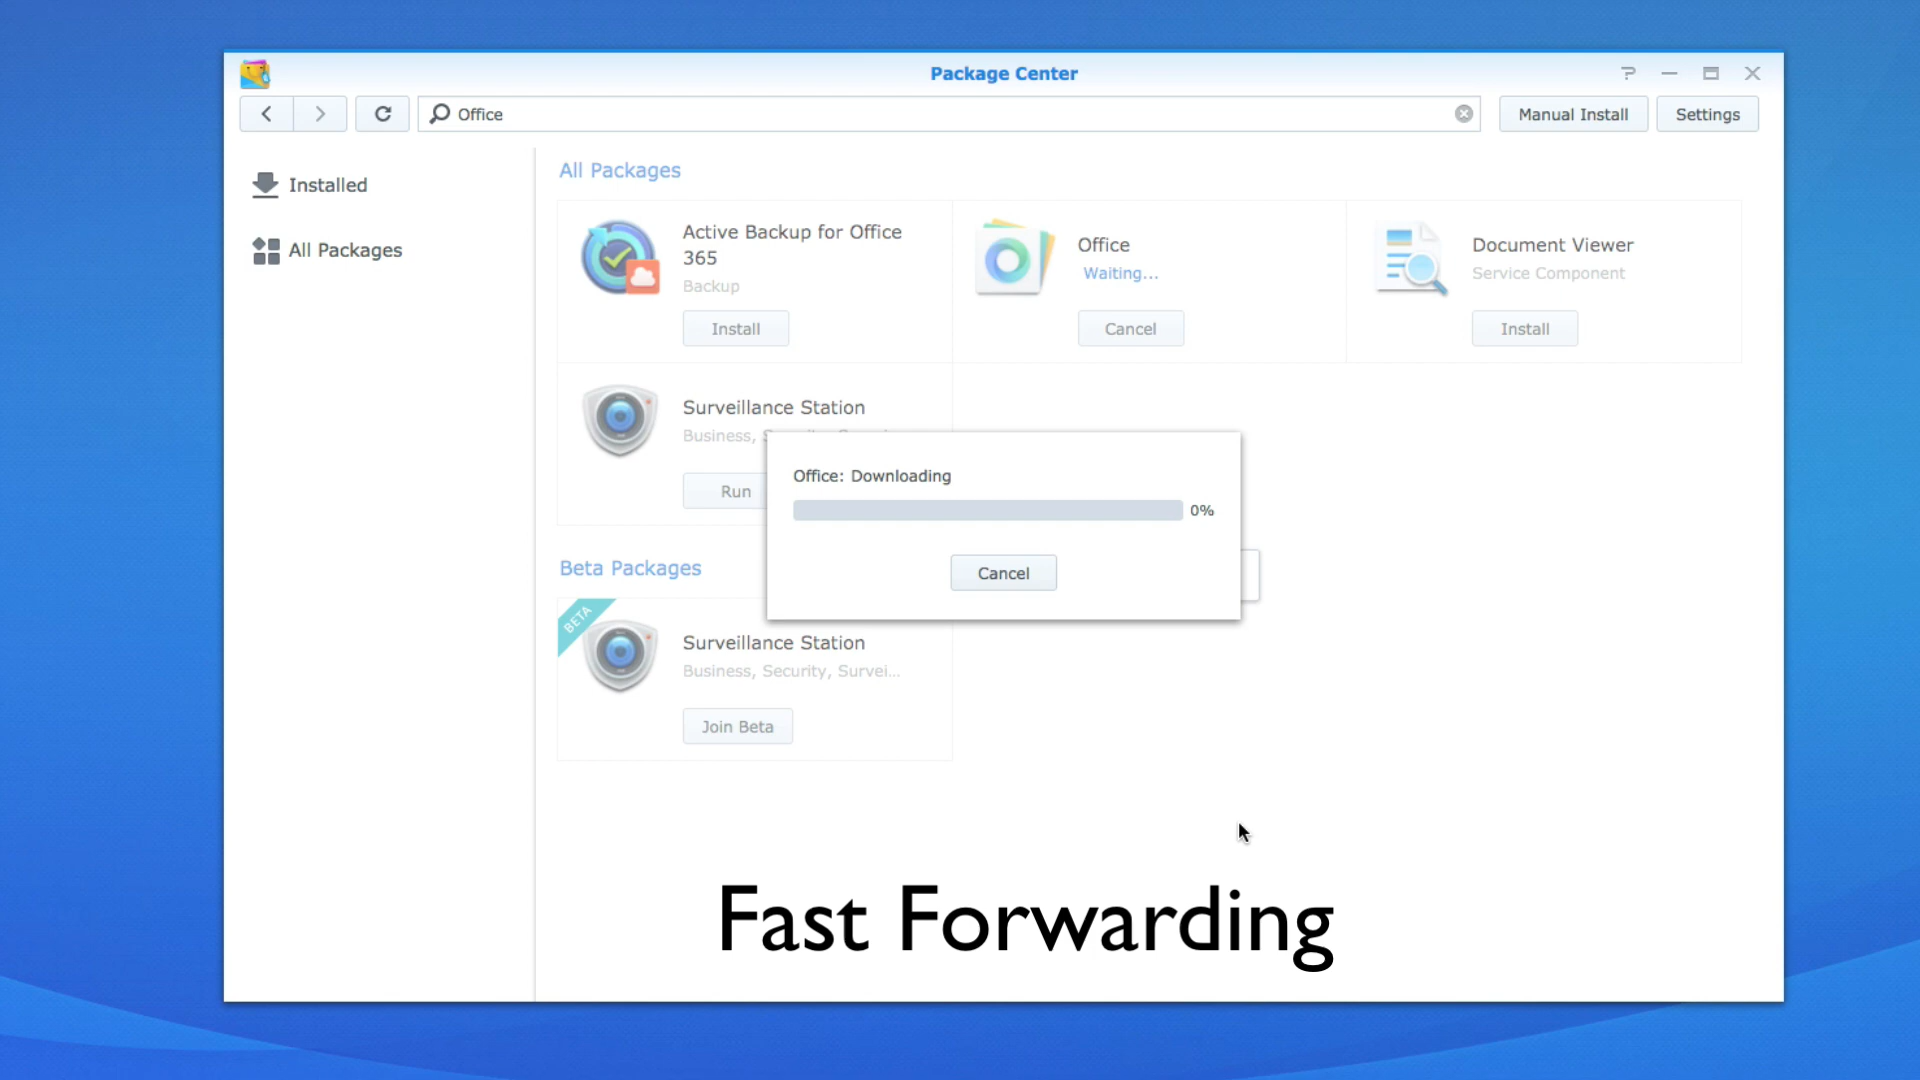 Package Center
Office
Manual Install
Settings
Installed
All Packages
All Packages
Active Backup for Office
365
Backup
Install
Office
Waiting...
Cancel
Document Viewer
Service Component
Install
Surveillance Station
Business,
Run
Office: Downloading
0%
Cancel
Beta Packages
BETA
Surveillance Station
Business, Security, Survei...
Join Beta
Fast Forwarding